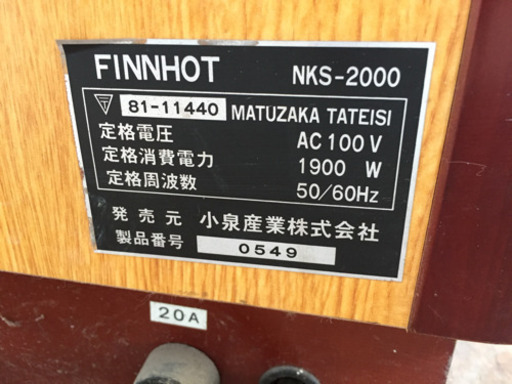 FINNHOT NKS-2000
81-11440 MATUZAKA TATEISI
定格電圧 AC 100 V
定格消費電力 1900 W
定格周波数 50/60Hz
発売元 小泉産業株式会社
製品番号 0549
20A